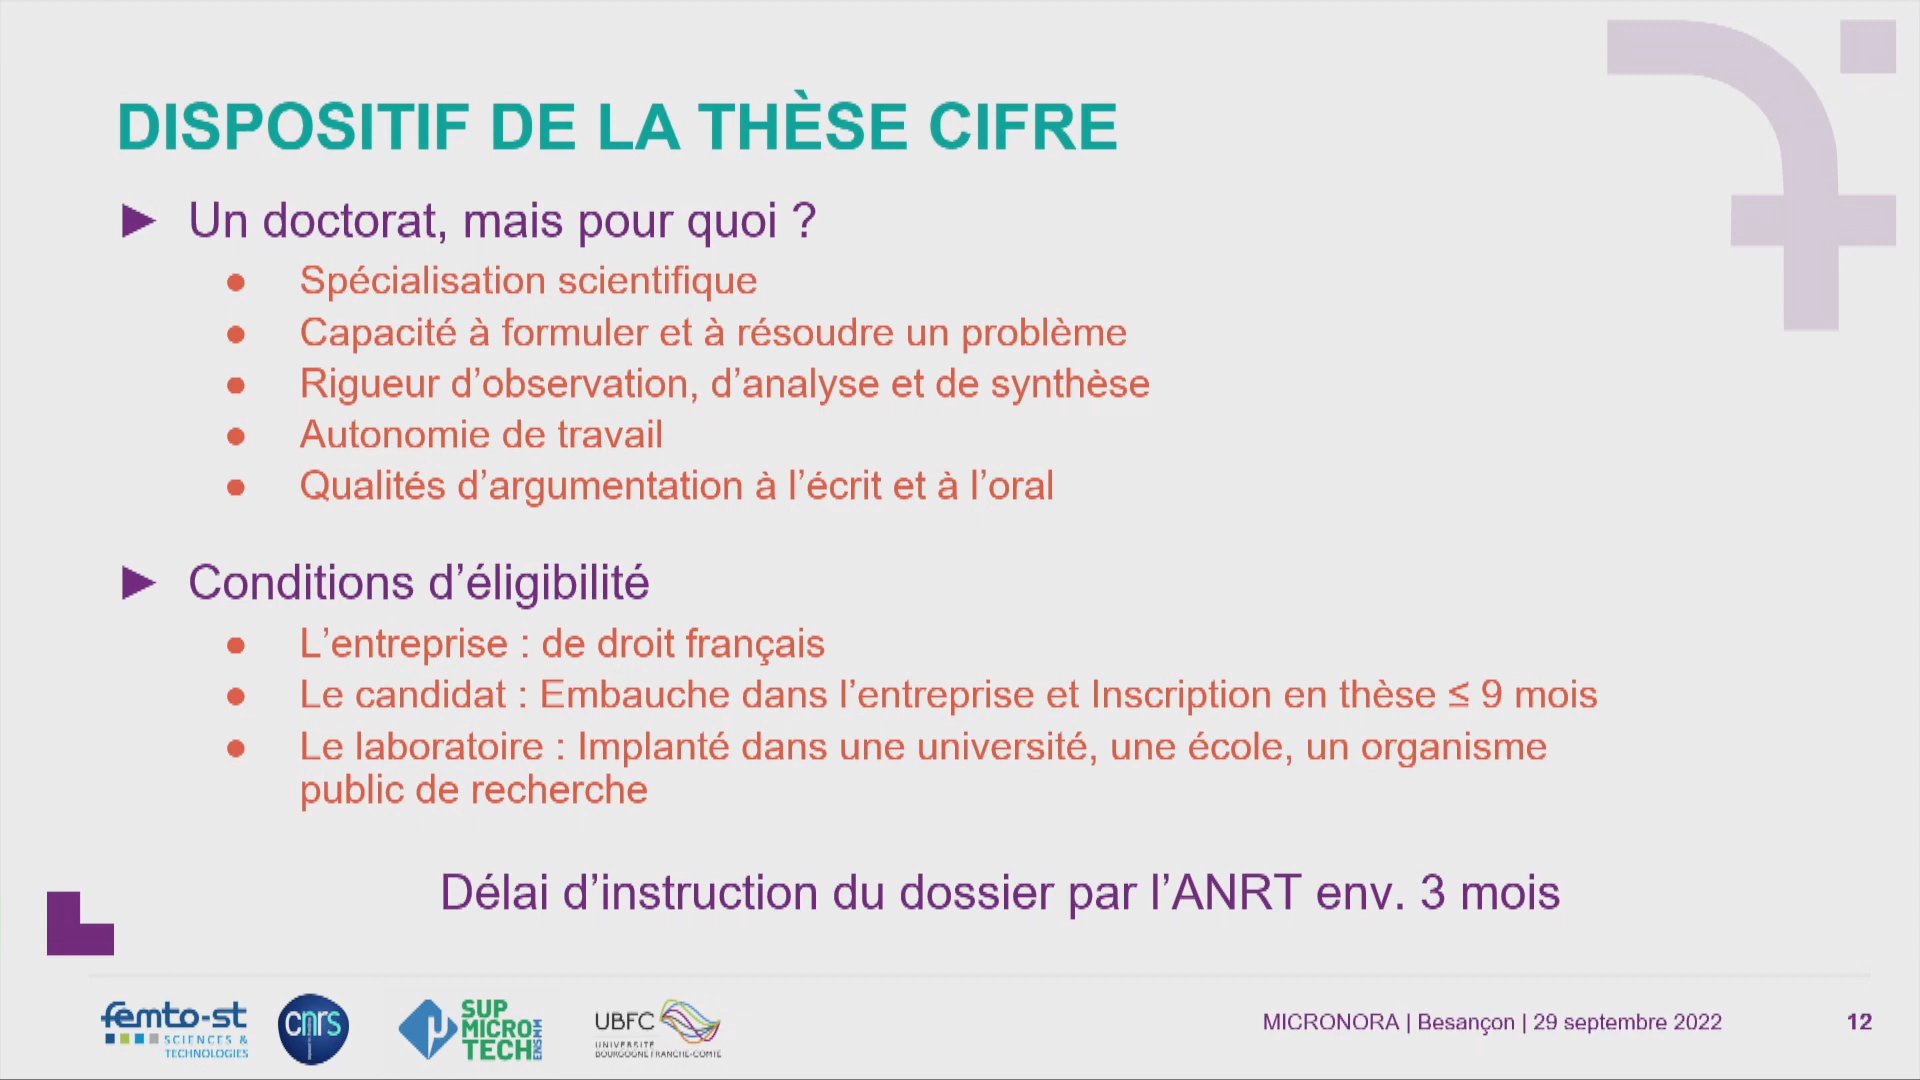 DISPOSITIF DE LA THÈSE CIFRE
► Un doctorat, mais pour quoi ?
● Spécialisation scientifique
● Capacité à formuler et à résoudre un problème
● Rigueur d’observation, d’analyse et de synthèse
● Autonomie de travail
● Qualités d’argumentation à l’écrit et à l’oral
► Conditions d’éligibilité
● L’entreprise : de droit français
● Le candidat : Embauche dans l’entreprise et Inscription en thèse ≤ 9 mois
● Le laboratoire : Implanté dans une université, une école, un organisme
public de recherche
Délai d’instruction du dossier par l’ANRT env. 3 mois
femto-st
SCIENCES &
TECHNOLOGIES
cnrs
µ
SUP
MICRO
TECH
ENSMM
UBFC
UNIVERSITE
BOURGOGNE FRANCHE-COMTE
MICRONORA | Besançon | 29 septembre 2022
12